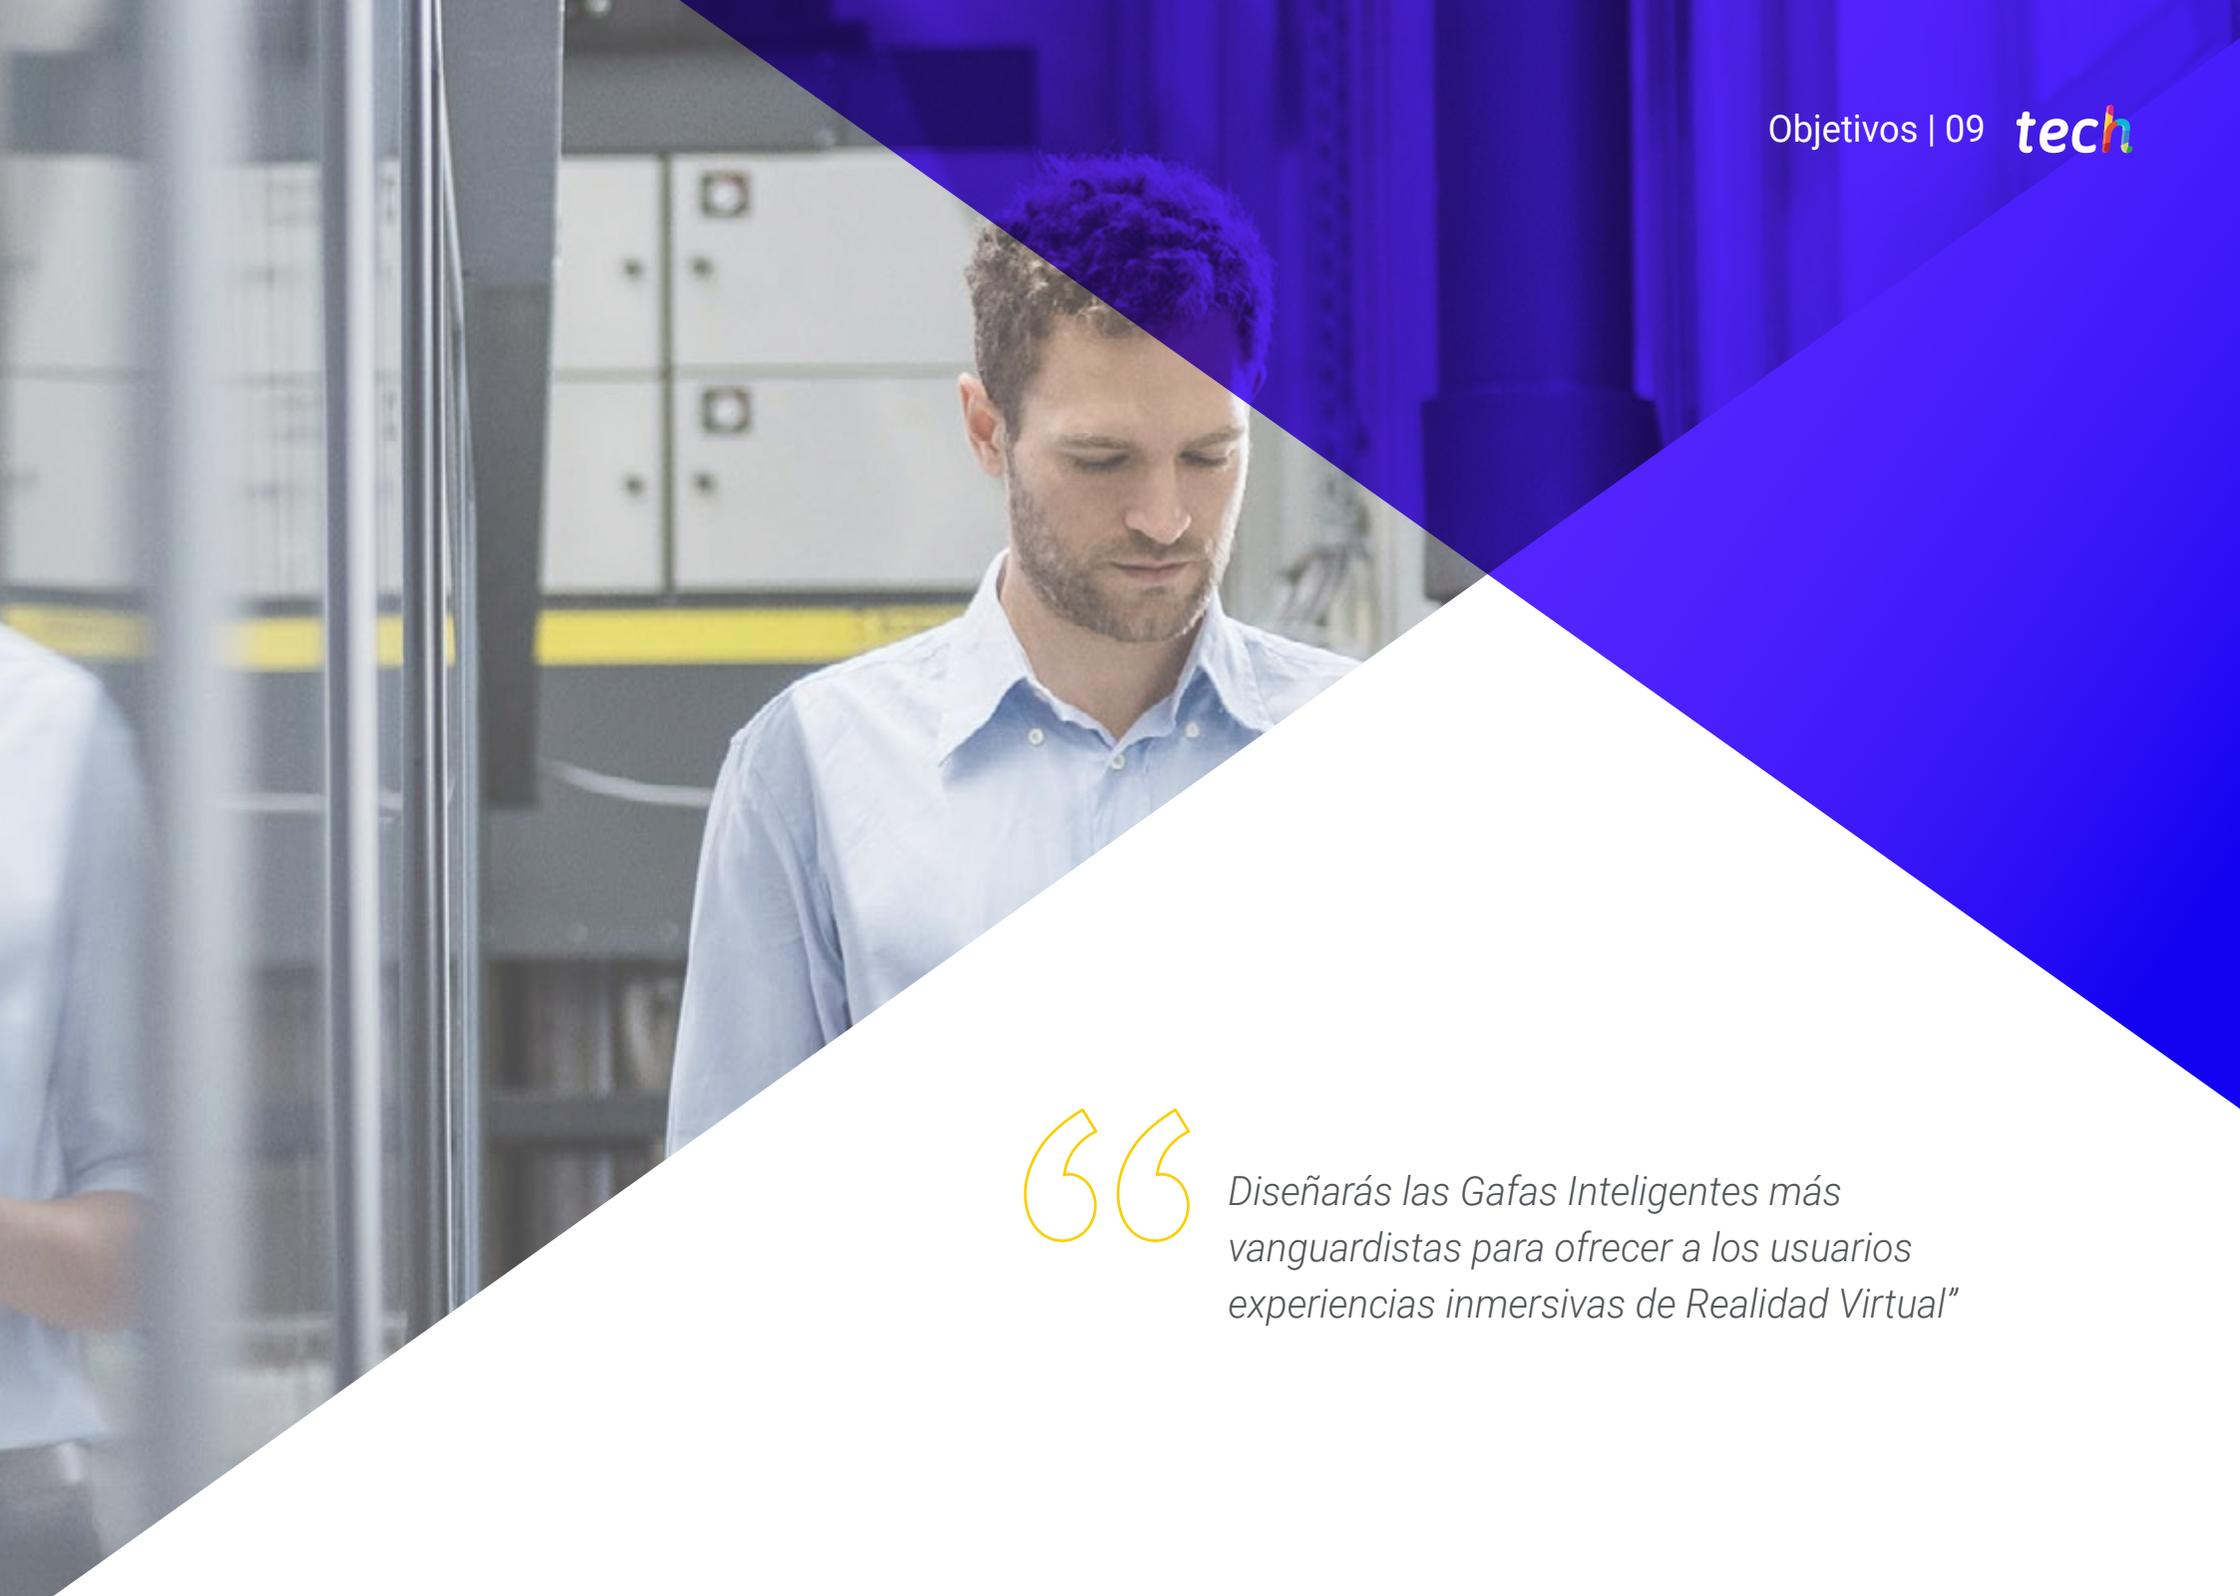 Objetivos | 09 tech
“Diseñarás las Gafas Inteligentes más
vanguardistas para ofrecer a los usuarios
experiencias inmersivas de Realidad Virtual”